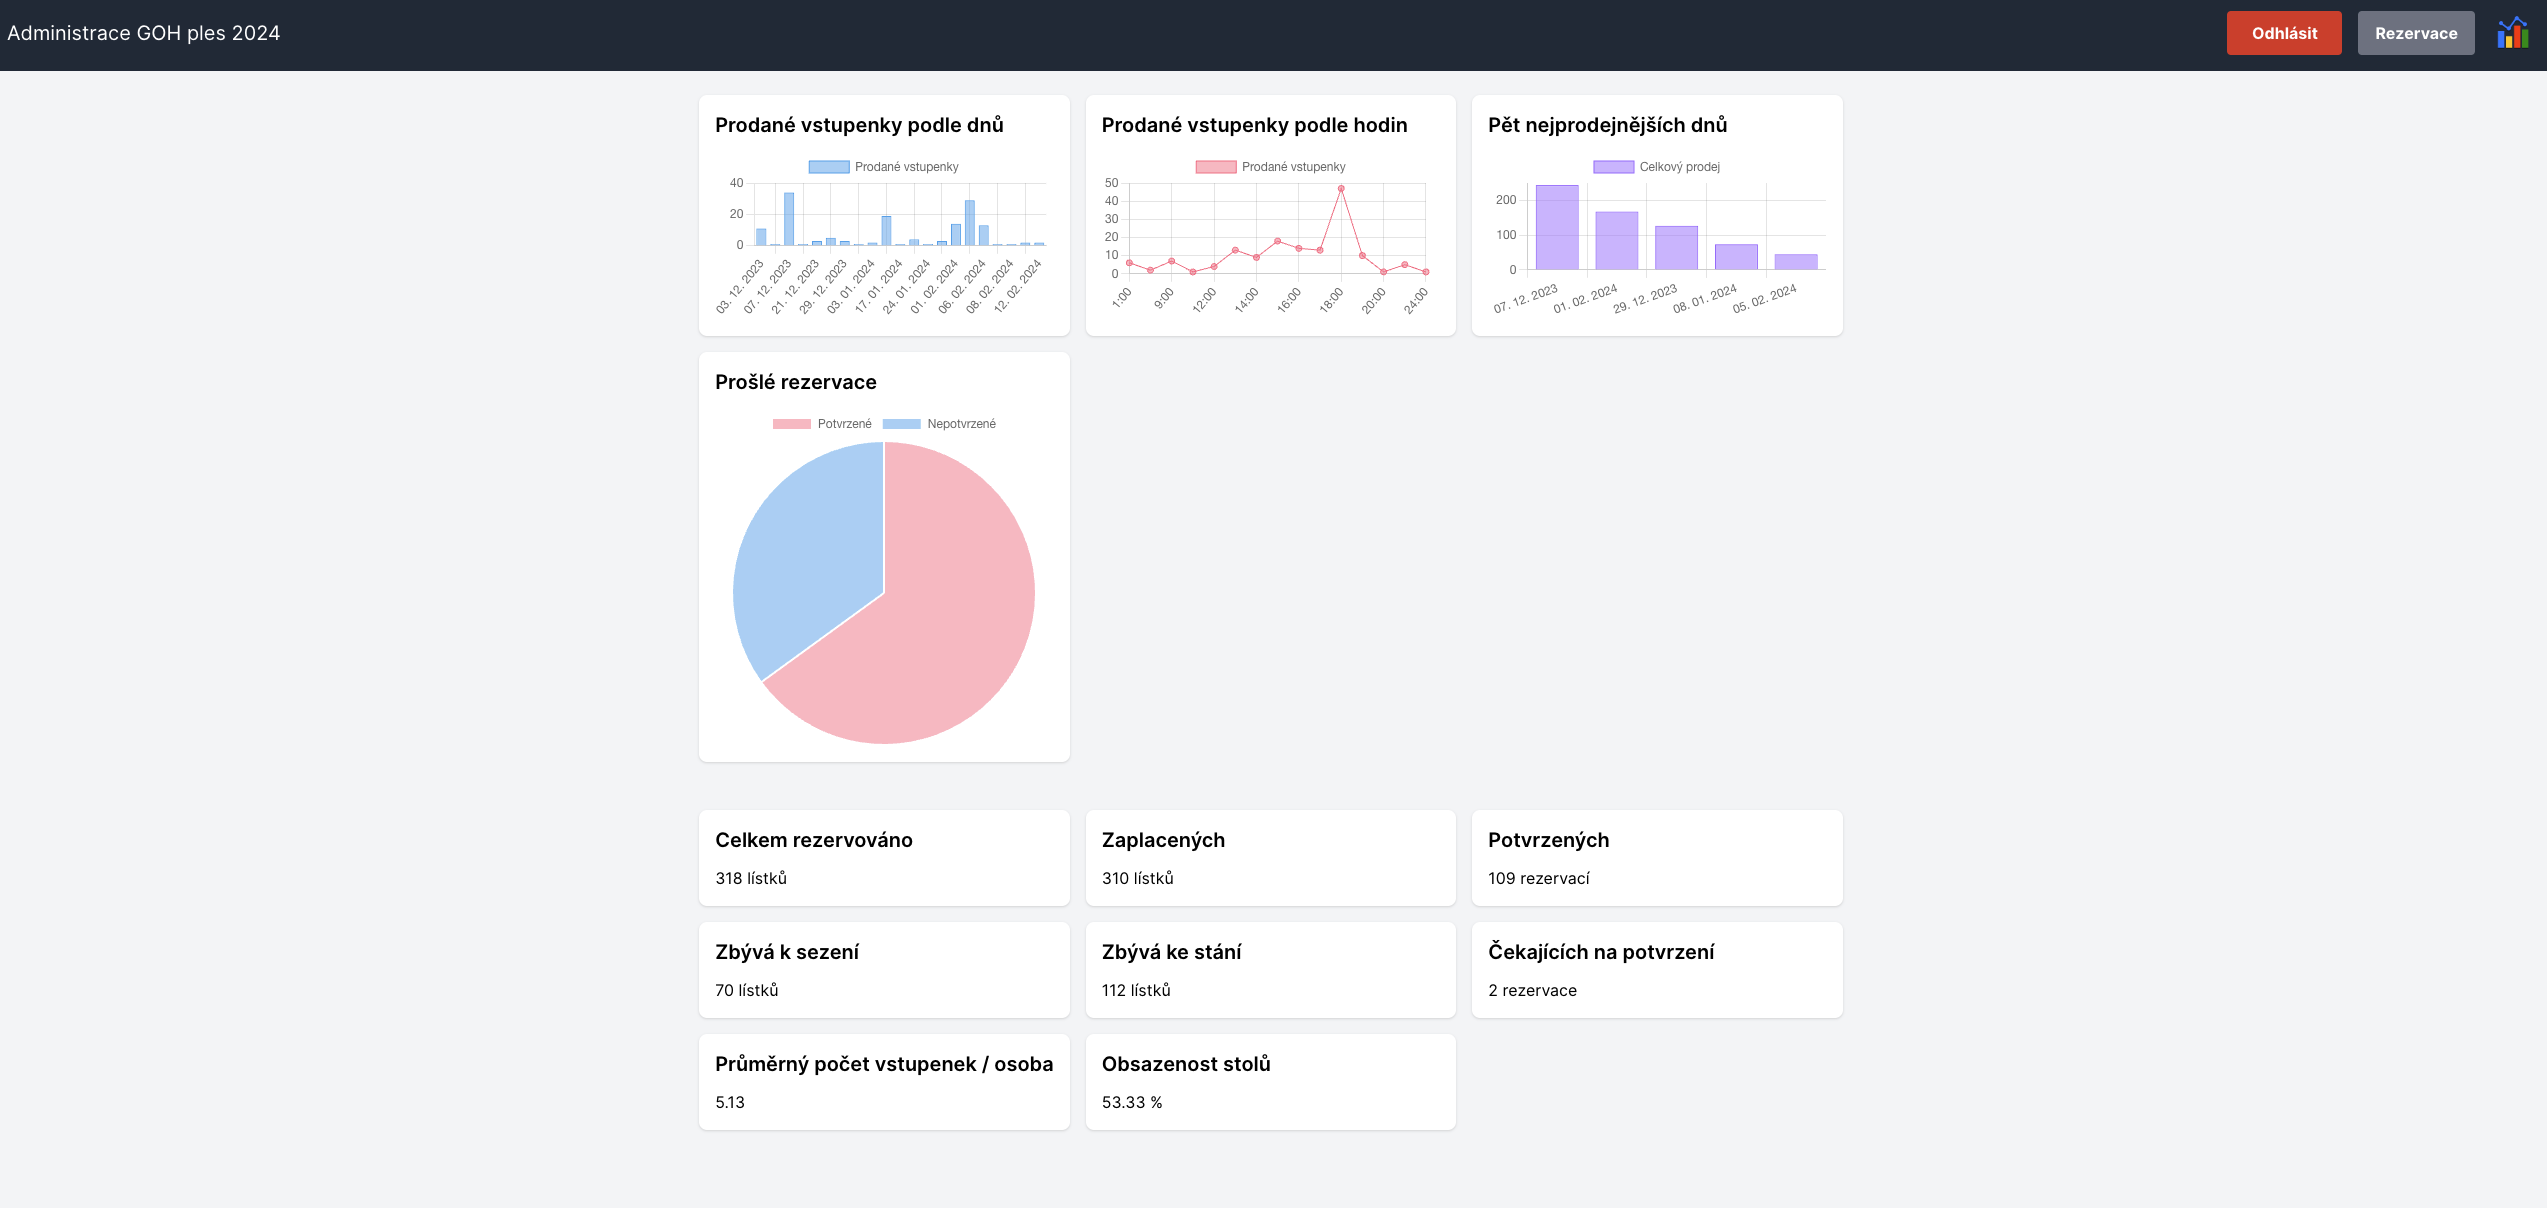 Administrace GOH ples 2024
Odhlásit
Rezervace
Prodané vstupenky podle dnů
Prodané vstupenky
40
20
0
03. 12. 2023
07. 12. 2023
21. 12. 2023
29. 12. 2023
03. 01. 2024
17. 01. 2024
24. 01. 2024
01. 02. 2024
06. 02. 2024
08. 02. 2024
12. 02. 2024
Prodané vstupenky podle hodin
Prodané vstupenky
50
40
30
20
10
0
1:00
9:00
12:00
14:00
16:00
18:00
20:00
24:00
Pět nejprodejnějších dnů
Celkový prodej
200
100
0
07. 12. 2023
01. 02. 2024
29. 12. 2023
08. 01. 2024
05. 02. 2024
Prošlé rezervace
Potvrzené
Nepotvrzené
Celkem rezervováno
318 lístků
Zaplacených
310 lístků
Potvrzených
109 rezervací
Zbývá k sezení
70 lístků
Zbývá ke stání
112 lístků
Čekajících na potvrzení
2 rezervace
Průměrný počet vstupenek / osoba
5.13
Obsazenost stolů
53.33 %